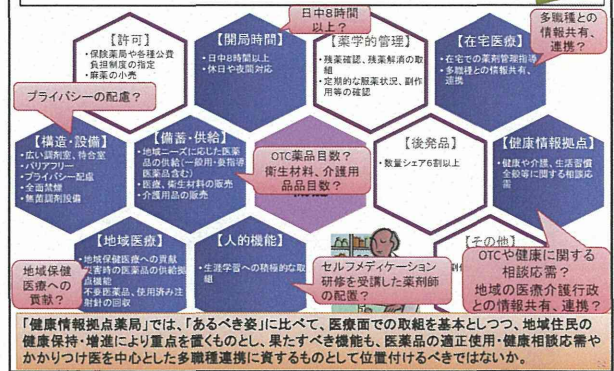 日中8時間
以上？
多職種との
情報共有、
連携？
【許可】
・保険薬局や各種公費
負担制度の指定
・麻薬の小売
【開局時間】
・日中8時間以上
・休日や夜間対応
【薬学的管理】
・残薬確認、残薬解消の取
組
・定期的な服薬状況、副作
用等の確認
【在宅医療】
・在宅での薬剤管理指導
・多職種との情報共有、
連携
プライバシーの配慮？
【構造・設備】
・広い調剤室、待合室
・バリアフリー
・プライバシー配慮
・全面禁煙
・無菌調剤設備
【備蓄・供給】
・地域ニーズに応じた医薬
品の供給(一般用・要指導
医薬品含む)
・医療、衛生材料の販売
・介護用品の販売
OTC薬品目数？
衛生材料、介護用
品品目数？
【後発品】
・数量シェア6割以上
【健康情報拠点】
・健康や介護、生活習慣
全般等に関する相談応
需
【地域医療】
・地域保健医療への貢献
・災害時の医薬品の供給拠
点機能
・不要医薬品、使用済み注
射針の回収
地域保健
医療への
貢献？
【人的機能】
・生涯学習への積極的な取
組
セルフメディケーション
研修を受講した薬剤師
の配置？
【その他】
OTCや健康に関する
相談応需？
地域の医療介護行政
との情報共有、連携？
「健康情報拠点薬局」では、「あるべき姿」に比べて、医療面での取組を基本としつつ、地域住民の
健康保持・増進により重点を置くものとし、果たすべき機能も、医薬品の適正使用・健康相談応需や
かかりつけ医を中心とした多職種連携に資するものとして位置付けるべきではないか。